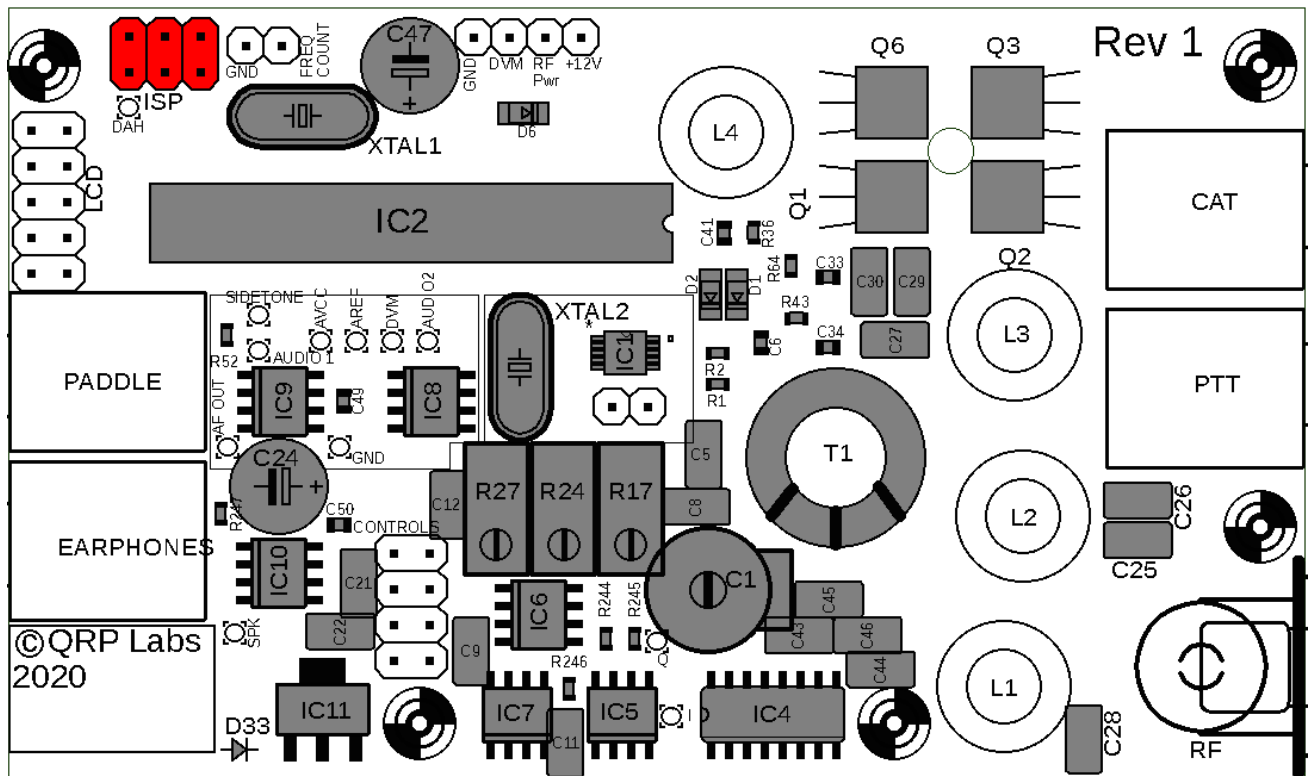 C47
Rev 1
Q6
Q3
GND
FREQ
COUNT
GND
DVM
RF
Pwr
+12V
ISP
DAH
D6
XTAL1
L4
LCD
IC2
Q1
CAT
C41
R36
R64
C33
Q2
D2
D1
C30
C29
SIDETONE
AVCC
AREF
DVM
AUDIO2
XTAL2
*
R43
C34
L3
R52
AUDIO 1
IC1
C6
C27
R2
R1
PADDLE
PTT
IC9
C49
IC8
AF OUT
GND
C24
+
C5
T1
R27
R24
R17
C12
C8
R247
C50
CONTROLS
L2
C26
EARPHONES
IC10
C21
C1
C25
IC6
R244
R245
C45
C22
SPK
C9
Q
C43
C46
© QRP Labs
2020
R246
C44
L1
IC11
IC7
IC5
I
IC4
D33
C11
C28
RF